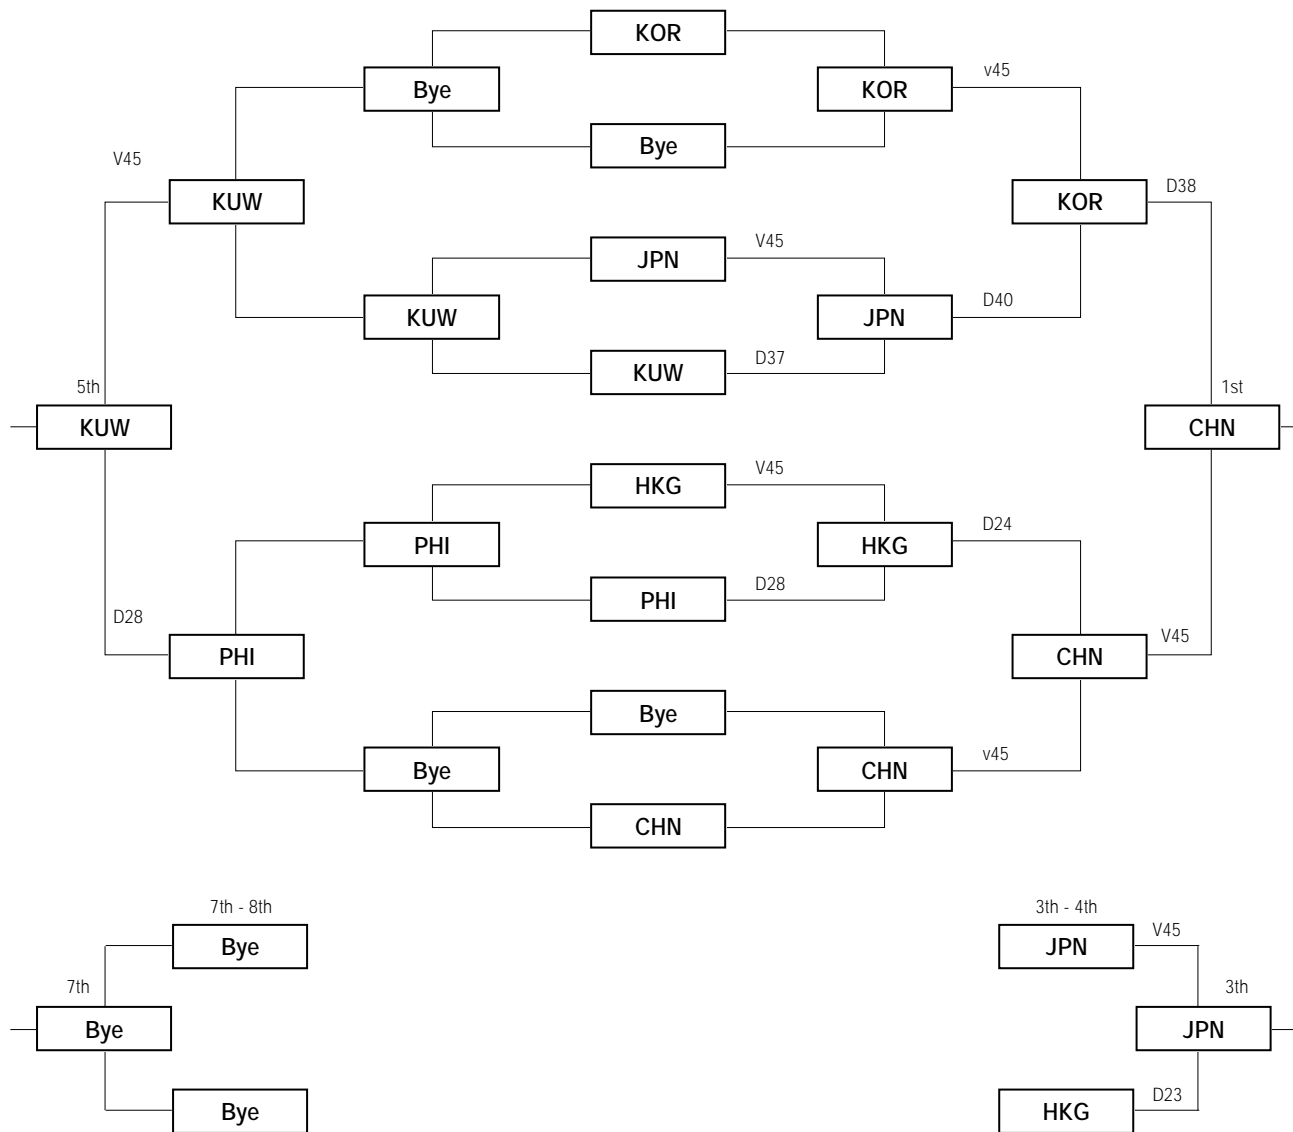 KOR
Bye
KOR
v45
Bye
V45
KUW
KOR
D38
JPN
V45
KUW
JPN
D40
KUW
D37
5th
1st
KUW
CHN
HKG
V45
PHI
HKG
D24
PHI
D28
D28
PHI
CHN
V45
Bye
Bye
CHN
v45
CHN
7th - 8th
3th - 4th
Bye
JPN
V45
7th
3th
Bye
JPN
Bye
HKG
D23